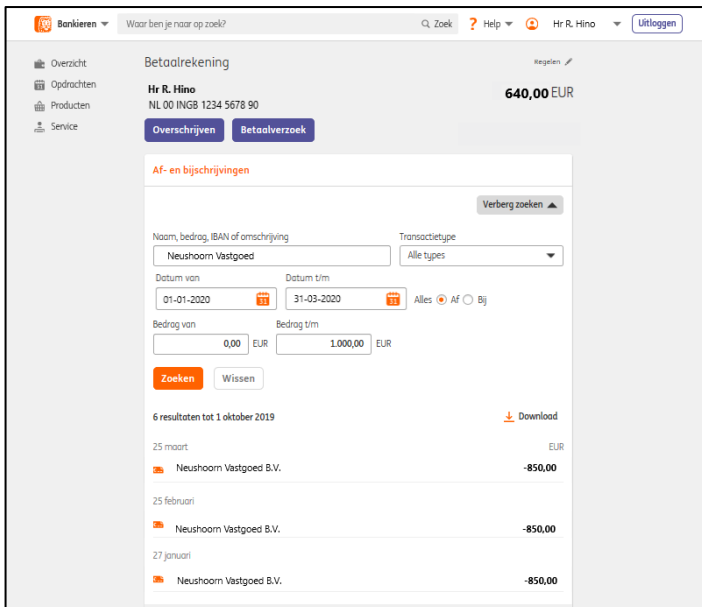 Bankieren Waar ben je naar op zoek? Zoek ? Help Hr R. Hino Uitloggen
Overzicht
Opdrachten
Producten
Service
Betaalrekening Regelen
Hr R. Hino
640,00 EUR
NL 00 INGB 1234 5678 90
Overschrijven Betaalverzoek
Af- en bijschrijvingen
Verberg zoeken
Naam, bedrag, IBAN of omschrijving Transactietype
Neushoorn Vastgoed Alle types
Datum van Datum t/m
01-01-2020 31 31-03-2020 31 Alles Af Bij
Bedrag van Bedrag t/m
0,00 EUR 1.000,00 EUR
Zoeken Wissen
6 resultaten tot 1 oktober 2019 Download
25 maart EUR
Neushoorn Vastgoed B.V. -850,00
25 februari
Neushoorn Vastgoed B.V. -850,00
27 januari
Neushoorn Vastgoed B.V. -850,00